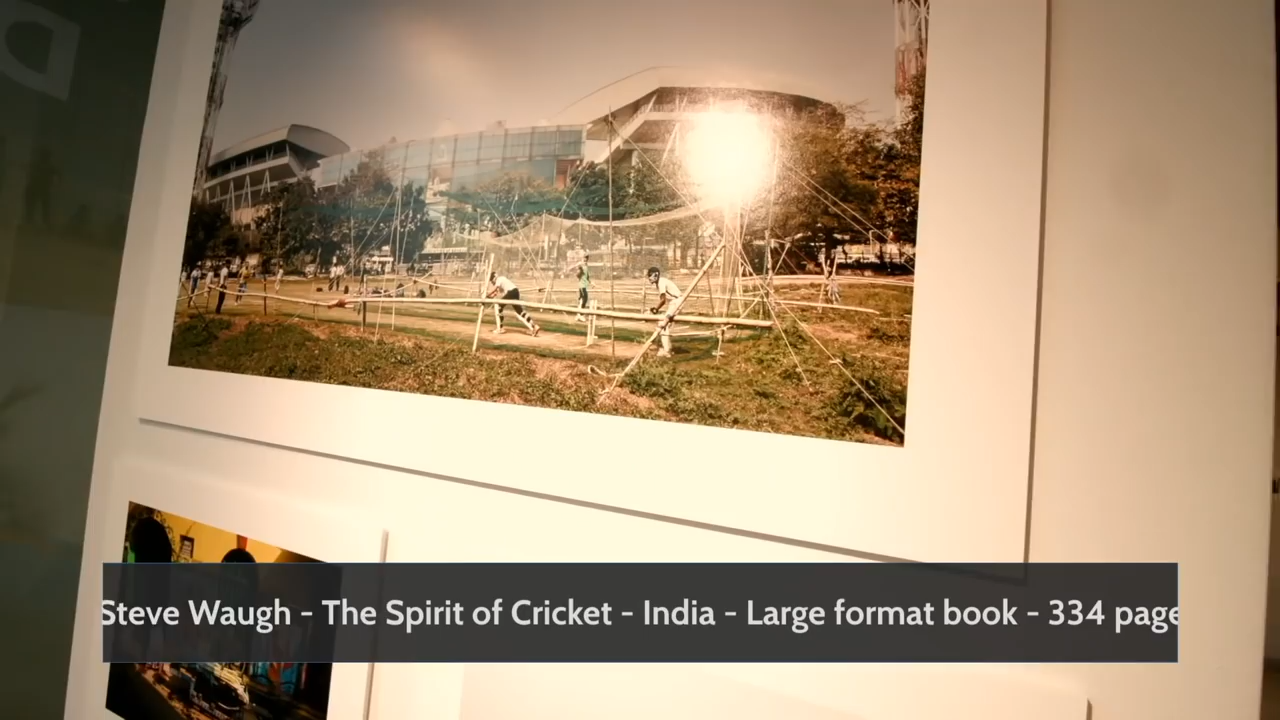 Steve Waugh - The Spirit of Cricket - India - Large format book - 334 page